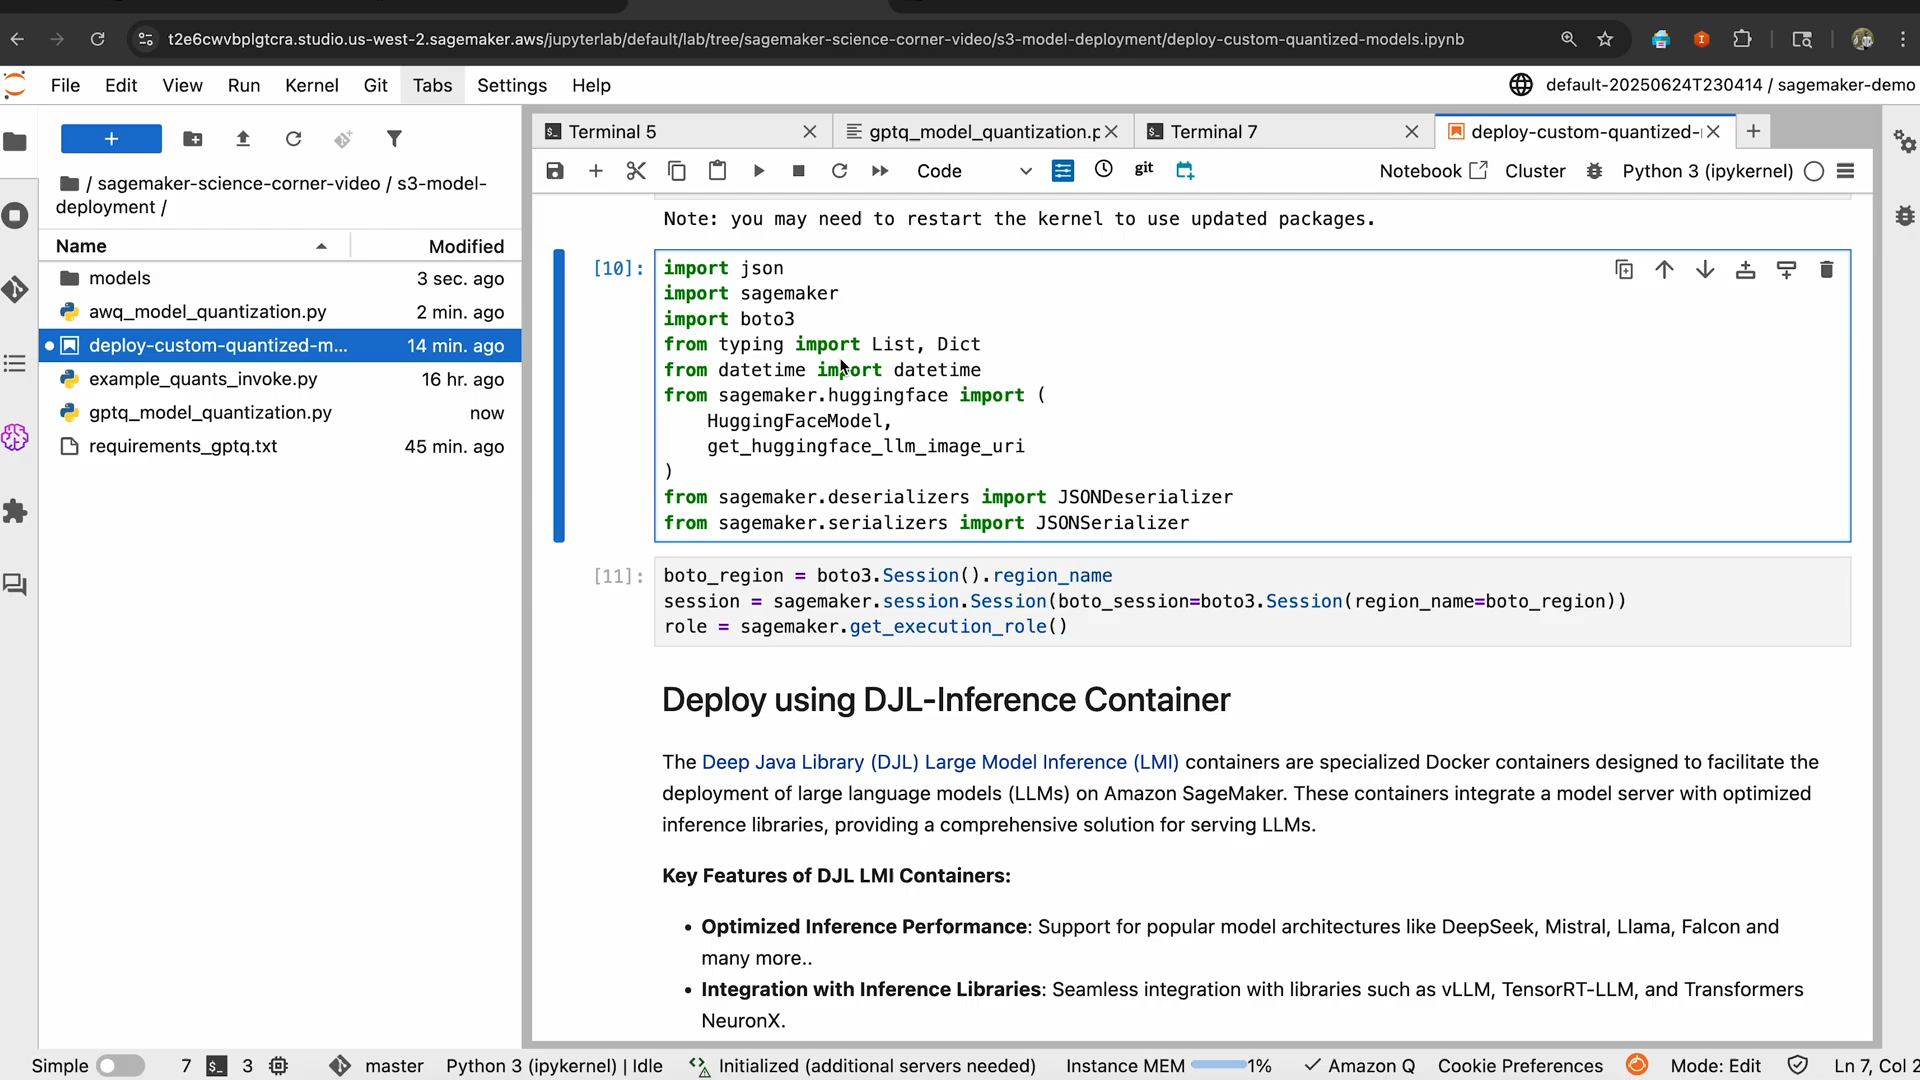 t2e6cwvbplgtcra.studio.us-west-2.sagemaker.aws/jupyterlab/default/lab/tree/sagemaker-science-corner-video/s3-model-deployment/deploy-custom-quantized-models.ipynb
File Edit View Run Kernel Git Tabs Settings Help
default-20250624T230414 / sagemaker-demo
/ sagemaker-science-corner-video / s3-model-
deployment /
Name Modified
models 3 sec. ago
awq_model_quantization.py 2 min. ago
deploy-custom-quantized-m... 14 min. ago
example_quants_invoke.py 16 hr. ago
gptq_model_quantization.py now
requirements_gptq.txt 45 min. ago
Terminal 5
gptq_model_quantization.p
Terminal 7
deploy-custom-quantized-
Code
git
Notebook
Cluster
Python 3 (ipykernel)
Note: you may need to restart the kernel to use updated packages.
[10]:
import json
import sagemaker
import boto3
from typing import List, Dict
from datetime import datetime
from sagemaker.huggingface import (
HuggingFaceModel,
get_huggingface_llm_image_uri
)
from sagemaker.deserializers import JSONDeserializer
from sagemaker.serializers import JSONSerializer
[11]:
boto_region = boto3.Session().region_name
session = sagemaker.session.Session(boto_session=boto3.Session(region_name=boto_region))
role = sagemaker.get_execution_role()
Deploy using DJL-Inference Container
The Deep Java Library (DJL) Large Model Inference (LMI) containers are specialized Docker containers designed to facilitate the
deployment of large language models (LLMs) on Amazon SageMaker. These containers integrate a model server with optimized
inference libraries, providing a comprehensive solution for serving LLMs.
Key Features of DJL LMI Containers:
• Optimized Inference Performance: Support for popular model architectures like DeepSeek, Mistral, Llama, Falcon and
many more..
• Integration with Inference Libraries: Seamless integration with libraries such as vLLM, TensorRT-LLM, and Transformers
NeuronX.
Simple 7 3 master Python 3 (ipykernel) | Idle Initialized (additional servers needed) Instance MEM 1% Amazon Q Cookie Preferences Mode: Edit Ln 7, Col 2